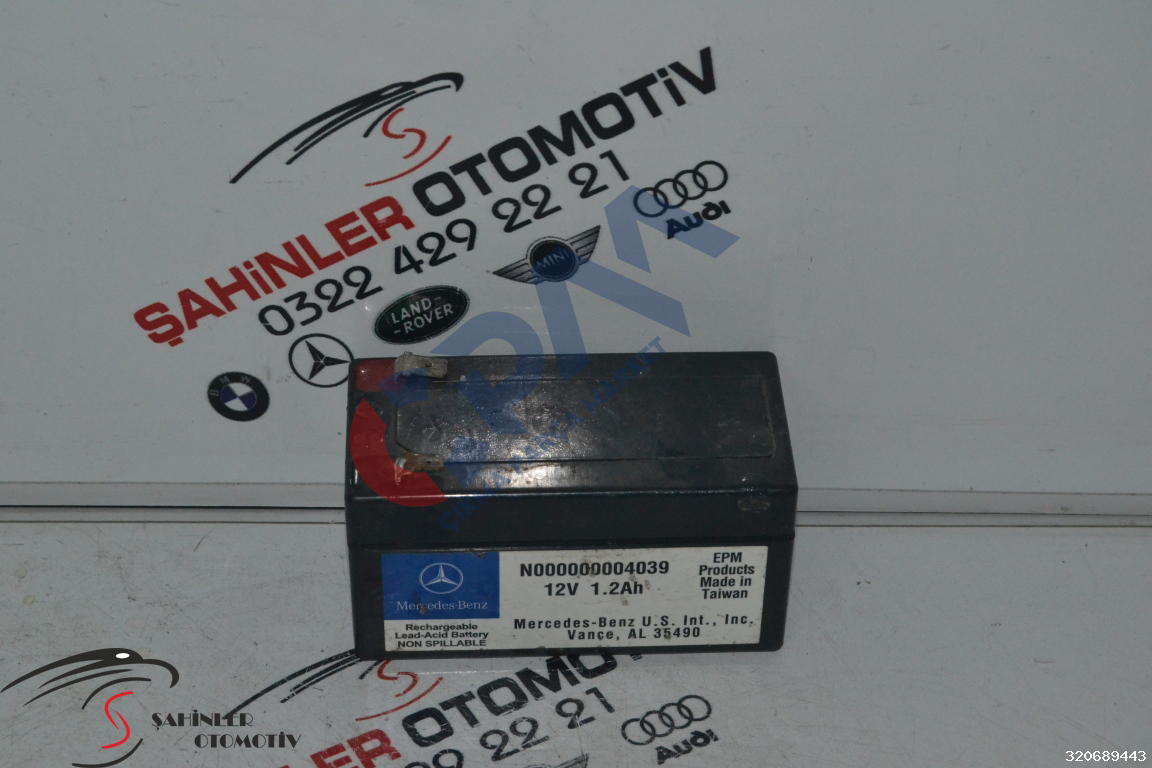 ŞAHİNLER OTOMOTİV
0322 429 22 21
Audi
MINI
LAND-
-ROVER
BMW
N000000004039
12V 1.2Ah
EPM
Products
Made in
Taiwan
Mercedes-Benz
Rechargeable
Lead-Acid Battery
NON SPILLABLE
Mercedes-Benz U.S. Int., Inc.
Vance, AL 35490
OTOMOTİV
22 21
Audi
ŞAHİNLER
OTOMOTİV
320689443